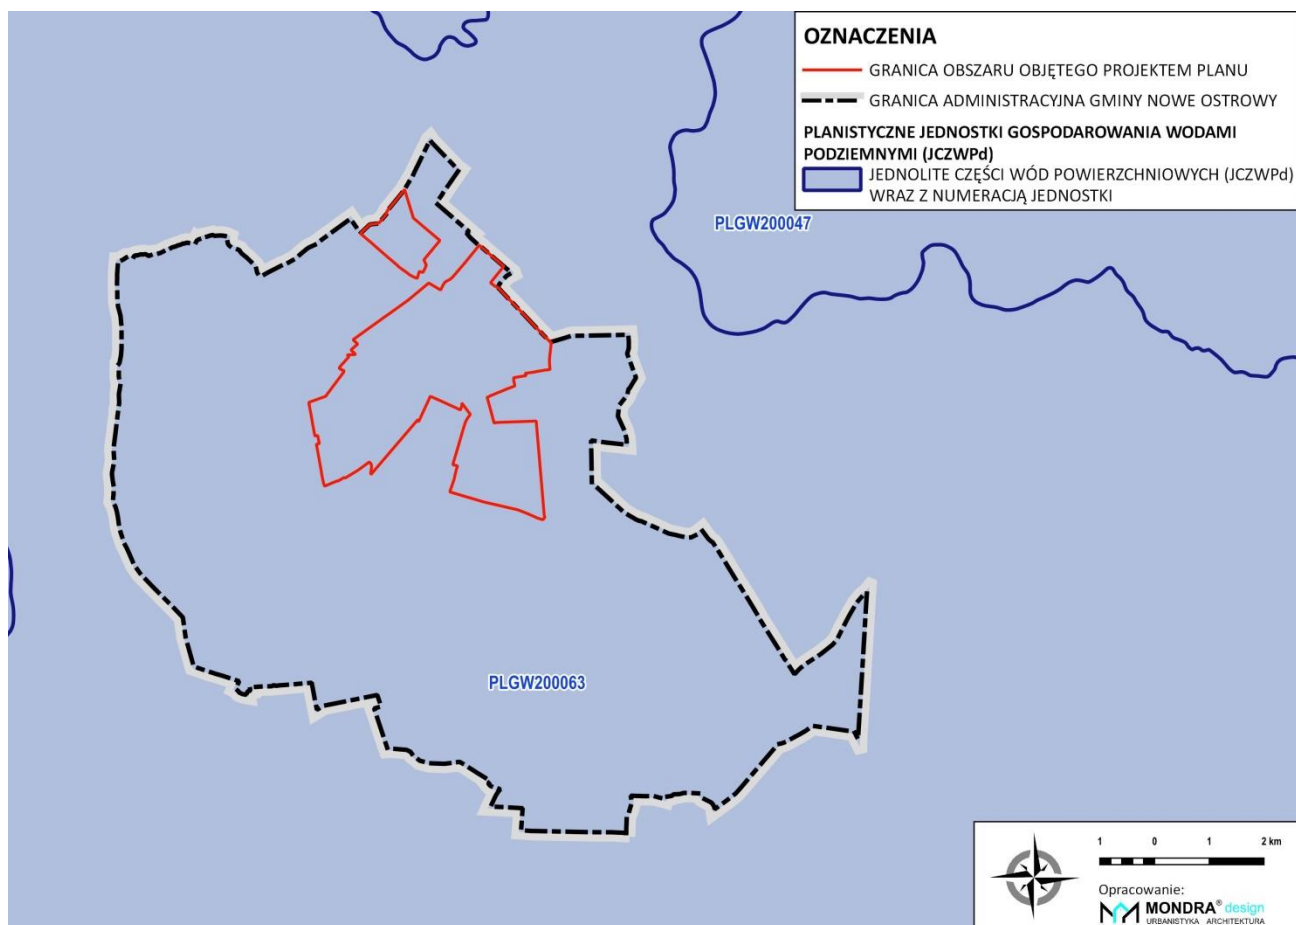 OZNACZENIA
GRANICA OBSZARU OBJĘTEGO PROJEKTEM PLANU
GRANICA ADMINISTRACYJNA GMINY NOWE OSTROWY
PLANISTYCZNE JEDNOSTKI GOSPODAROWANIA WODAMI
PODZIEMNYMI (JCZWPd)
JEDNOLITE CZĘŚCI WÓD POWIERZCHNIOWYCH (JCZWPd)
WRAZ Z NUMERACJĄ JEDNOSTKI
PLGW200047
PLGW200063
1 0 1 2 km
Opracowanie:
MONDRA® design
URBANISTYKA ARCHITEKTURA